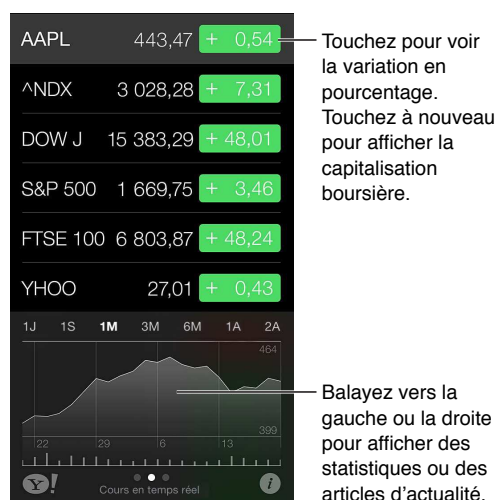 AAPL 443,47 + 0,54
^NDX 3 028,28 + 7,31
DOW J 15 383,29 + 48,01
S&P 500 1 669,75 + 3,46
FTSE 100 6 803,87 + 48,24
YHOO 27,01 + 0,43
1J 1S 1M 3M 6M 1A 2A
464
399
22 29 6 13
Y!
Cours en temps réel
i
Touchez pour voir
la variation en
pourcentage.
Touchez à nouveau
pour afficher la
capitalisation
boursière.
Balayez vers la
gauche ou la droite
pour afficher des
statistiques ou des
articles d'actualité.